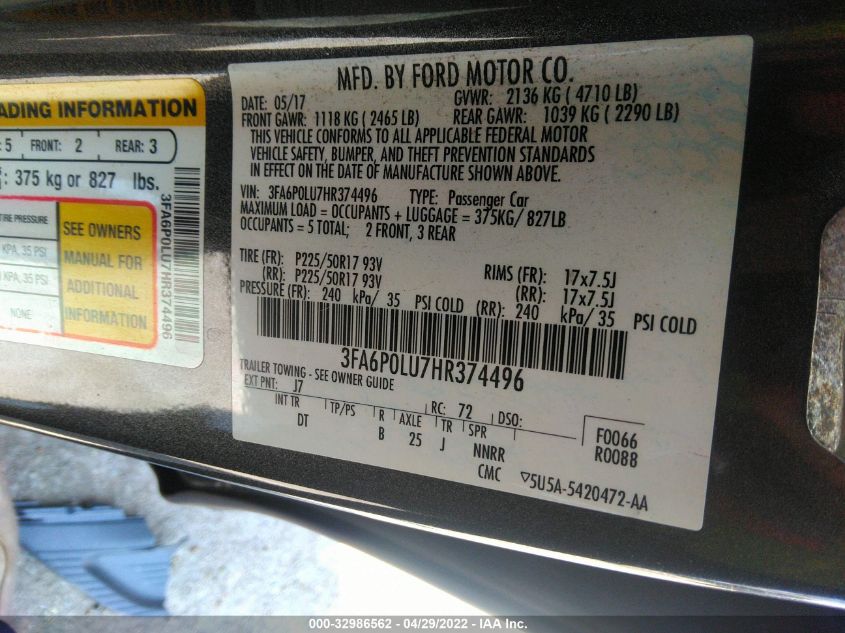 ADING INFORMATION
5 FRONT: 2 REAR: 3
: 375 kg or 827 lbs.
TIRE PRESSURE
KPA, 35 PSI
KPA, 35 PSI
NONE
SEE OWNERS
MANUAL FOR
ADDITIONAL
INFORMATION
3FA6P0LU7HR374496
MFD. BY FORD MOTOR CO.
DATE: 05/17 GVWR: 2136 KG ( 4710 LB)
FRONT GAWR: 1118 KG ( 2465 LB) REAR GAWR: 1039 KG ( 2290 LB)
THIS VEHICLE CONFORMS TO ALL APPLICABLE FEDERAL MOTOR
VEHICLE SAFETY, BUMPER, AND THEFT PREVENTION STANDARDS
IN EFFECT ON THE DATE OF MANUFACTURE SHOWN ABOVE.
VIN: 3FA6P0LU7HR374496 TYPE: Passenger Car
MAXIMUM LOAD = OCCUPANTS + LUGGAGE = 375KG/ 827LB
OCCUPANTS = 5 TOTAL; 2 FRONT, 3 REAR
TIRE (FR): P225/50R17 93V RIMS (FR): 17x7.5J
(RR): P225/50R17 93V (RR): 17x7.5J
PRESSURE (FR): 240 kPa/ 35 PSI COLD (RR): 240 kPa/ 35 PSI COLD
3FA6P0LU7HR374496
TRAILER TOWING - SEE OWNER GUIDE
EXT PNT: J7 RC: 72 DSO:
INT TR TP/PS R AXLE TR SPR F0066
DT B 25 J NNRR R0088
CMC ▽5U5A-5420472-AA
000-32986562 - 04/29/2022 - IAA Inc.